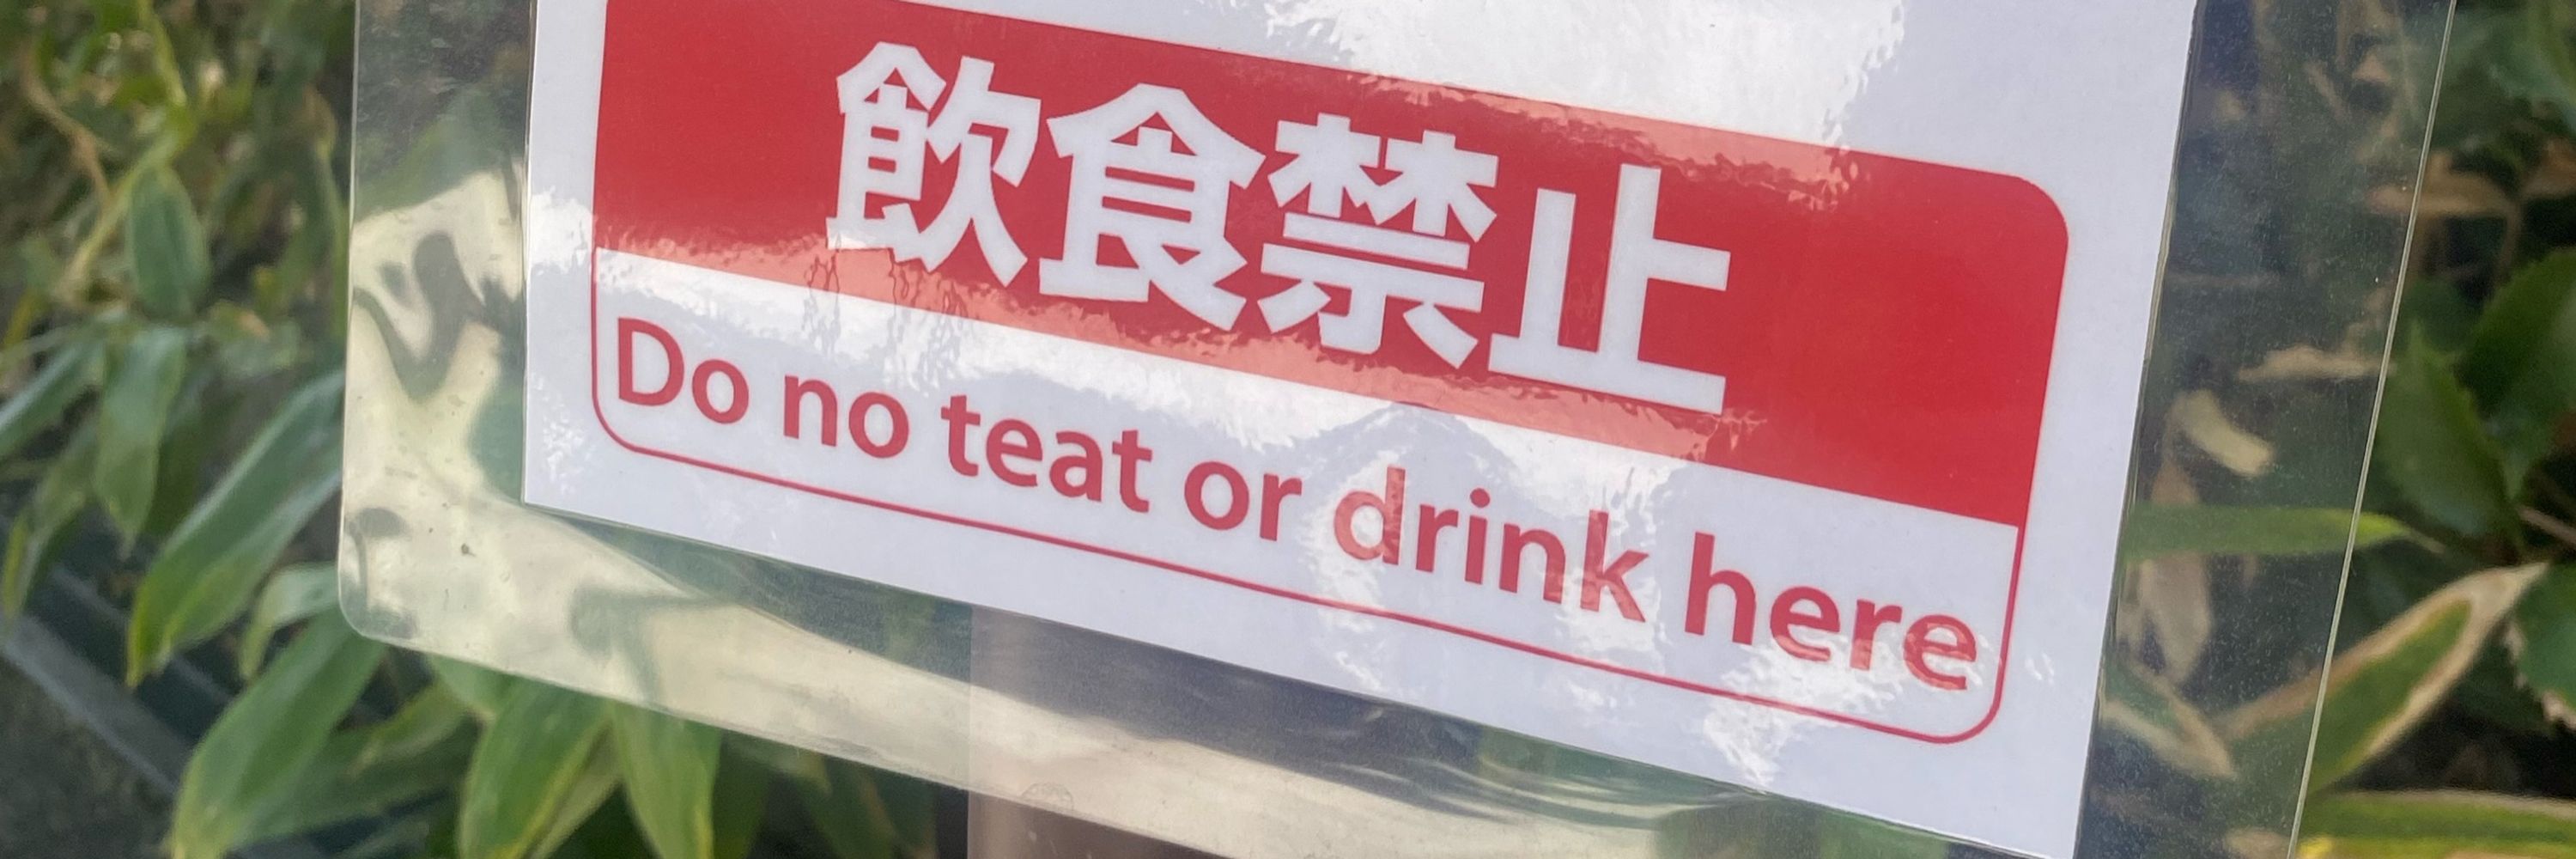 飲食禁止
Do no teat or drink here